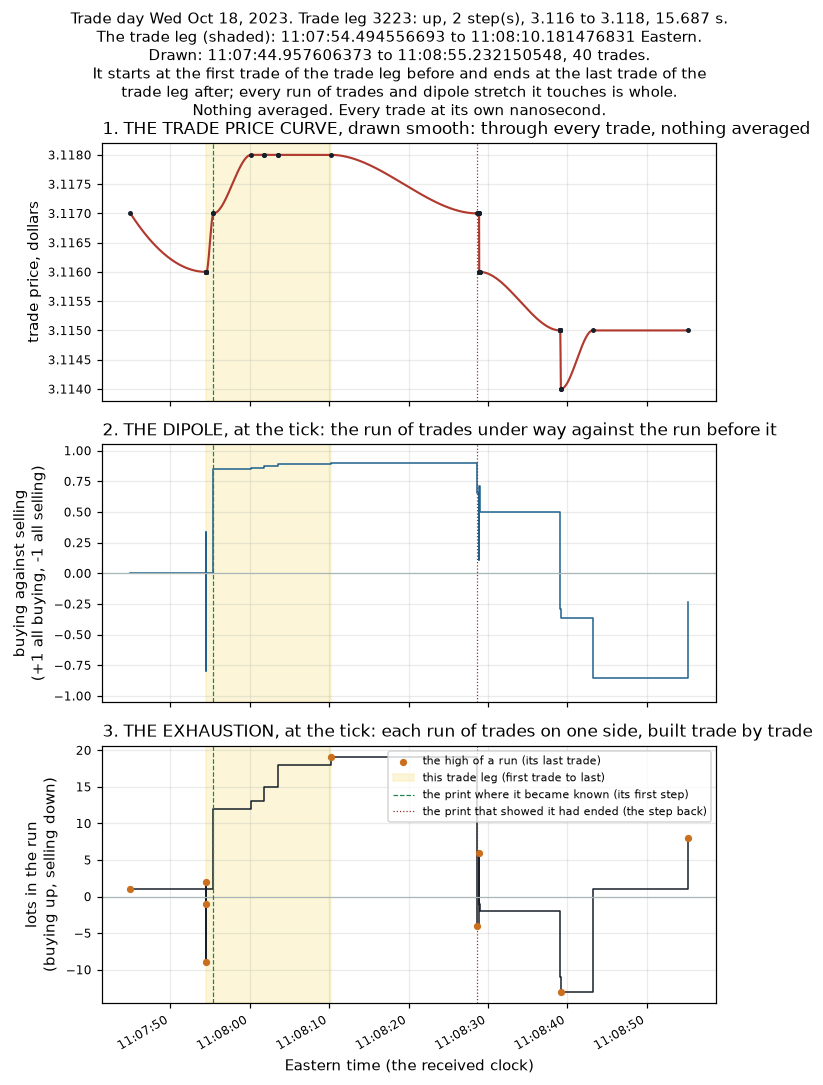 Trade day Wed Oct 18, 2023. Trade leg 3223: up, 2 step(s), 3.116 to 3.118, 15.687 s.
The trade leg (shaded): 11:07:54.494556693 to 11:08:10.181476831 Eastern.
Drawn: 11:07:44.957606373 to 11:08:55.232150548, 40 trades.
It starts at the first trade of the trade leg before and ends at the last trade of the
trade leg after; every run of trades and dipole stretch it touches is whole.
Nothing averaged. Every trade at its own nanosecond.
1. THE TRADE PRICE CURVE, drawn smooth: through every trade, nothing averaged
3.1180
3.1175
3.1170
3.1165
3.1160
3.1155
3.1150
3.1145
3.1140
trade price, dollars
2. THE DIPOLE, at the tick: the run of trades under way against the run before it
1.00
0.75
0.50
0.25
0.00
−0.25
−0.50
−0.75
−1.00
buying against selling
(+1 all buying, -1 all selling)
3. THE EXHAUSTION, at the tick: each run of trades on one side, built trade by trade
20
15
10
5
0
−5
−10
lots in the run
(buying up, selling down)
the high of a run (its last trade)
this trade leg (first trade to last)
the print where it became known (its first step)
the print that showed it had ended (the step back)
11:07:50
11:08:00
11:08:10
11:08:20
11:08:30
11:08:40
11:08:50
Eastern time (the received clock)